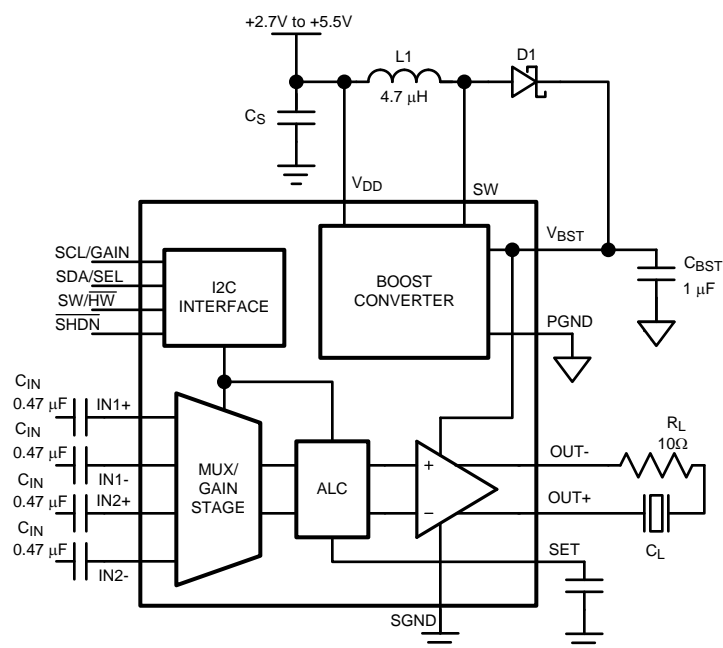 +2.7V to +5.5V
L1
4.7 μH
D1
CS
VDD
SW
VBST
CBST
1 μF
SCL/GAIN
SDA/SEL
SW/HW
SHDN
I2C
INTERFACE
BOOST
CONVERTER
PGND
CIN
0.47 μF
IN1+
CIN
0.47 μF
IN1-
CIN
0.47 μF
IN2+
CIN
0.47 μF
IN2-
MUX/
GAIN
STAGE
ALC
+
−
OUT-
OUT+
RL
10Ω
CL
SET
SGND